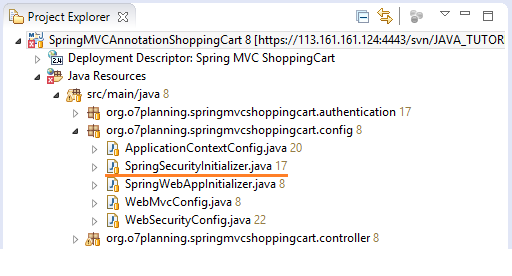 Project Explorer
SpringMVCAnnotationShoppingCart 8 [https://113.161.161.124:4443/svn/JAVA_TUTOR
Deployment Descriptor: Spring MVC ShoppingCart
Java Resources
src/main/java 8
org.o7planning.springmvcshoppingcart.authentication 17
org.o7planning.springmvcshoppingcart.config 8
ApplicationContextConfig.java 20
SpringSecurityInitializer.java 17
SpringWebAppInitializer.java 8
WebMvcConfig.java 8
WebSecurityConfig.java 22
org.o7planning.springmvcshoppingcart.controller 8